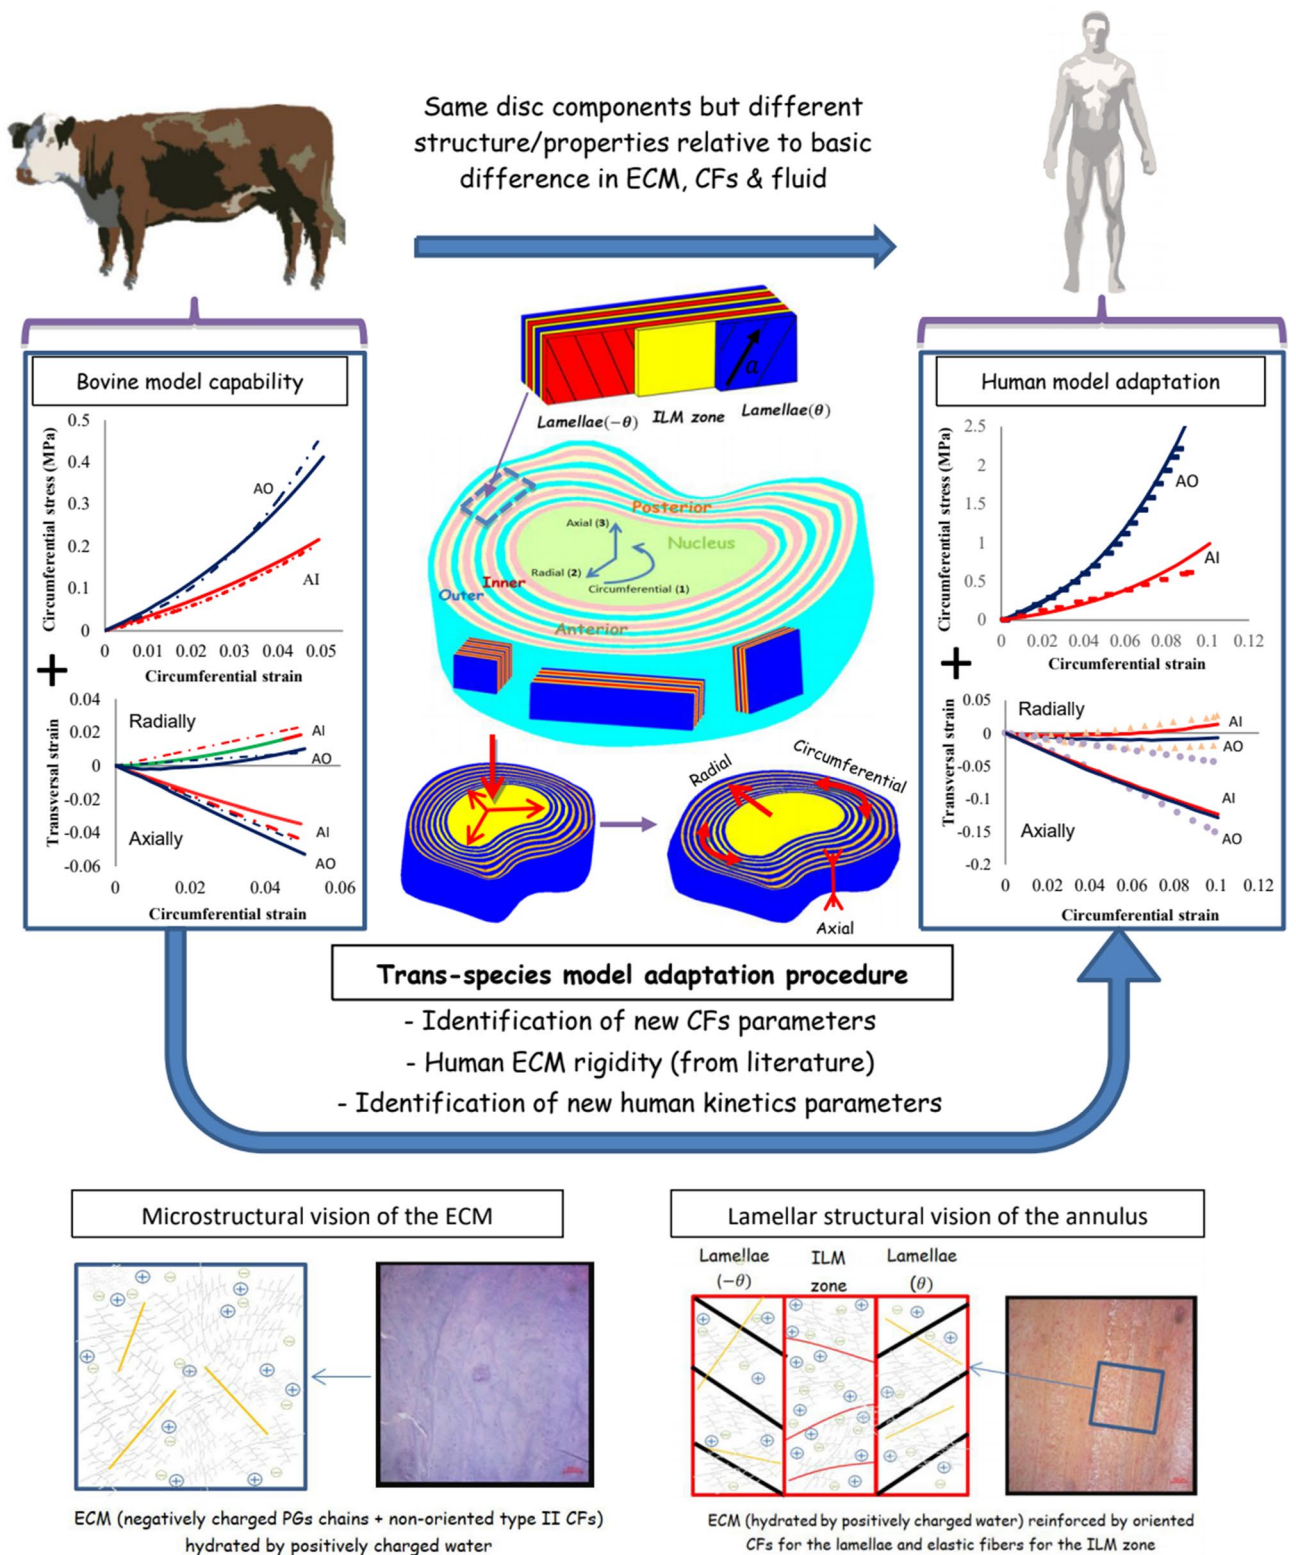 Same disc components but different
structure/properties relative to basic
difference in ECM, CFs & fluid
Bovine model capability
Circumferential stress (MPa)
0.5
0.4
0.3
0.2
0.1
0
AO
AI
0 0.01 0.02 0.03 0.04 0.05
Circumferential strain
+
Transversal strain
0.04
0.02
0
-0.02
-0.04
-0.06
Radially
AI
AO
Axially
AI
AO
0 0.02 0.04 0.06
Circumferential strain
α
Lamellae(−θ) ILM zone Lamellae(θ)
Posterior
Axial (3)
Nucleus
Radial (2)
Inner
Circumferential (1)
Outer
Anterior
Radial
Circumferential
Axial
Human model adaptation
Circumferential stress (MPa)
2.5
2
1.5
1
0.5
0
AO
AI
0 0.02 0.04 0.06 0.08 0.1 0.12
Circumferential strain
+
Transversal strain
0.05
0
-0.05
-0.1
-0.15
-0.2
Radially
AI
AO
Axially
AI
AO
0 0.02 0.04 0.06 0.08 0.1 0.12
Circumferential strain
Trans-species model adaptation procedure
- Identification of new CFs parameters
- Human ECM rigidity (from literature)
- Identification of new human kinetics parameters
Microstructural vision of the ECM
ECM (negatively charged PGs chains + non-oriented type II CFs)
hydrated by positively charged water
Lamellar structural vision of the annulus
Lamellae ILM Lamellae
(−θ) zone (θ)
ECM (hydrated by positively charged water) reinforced by oriented
CFs for the lamellae and elastic fibers for the ILM zone